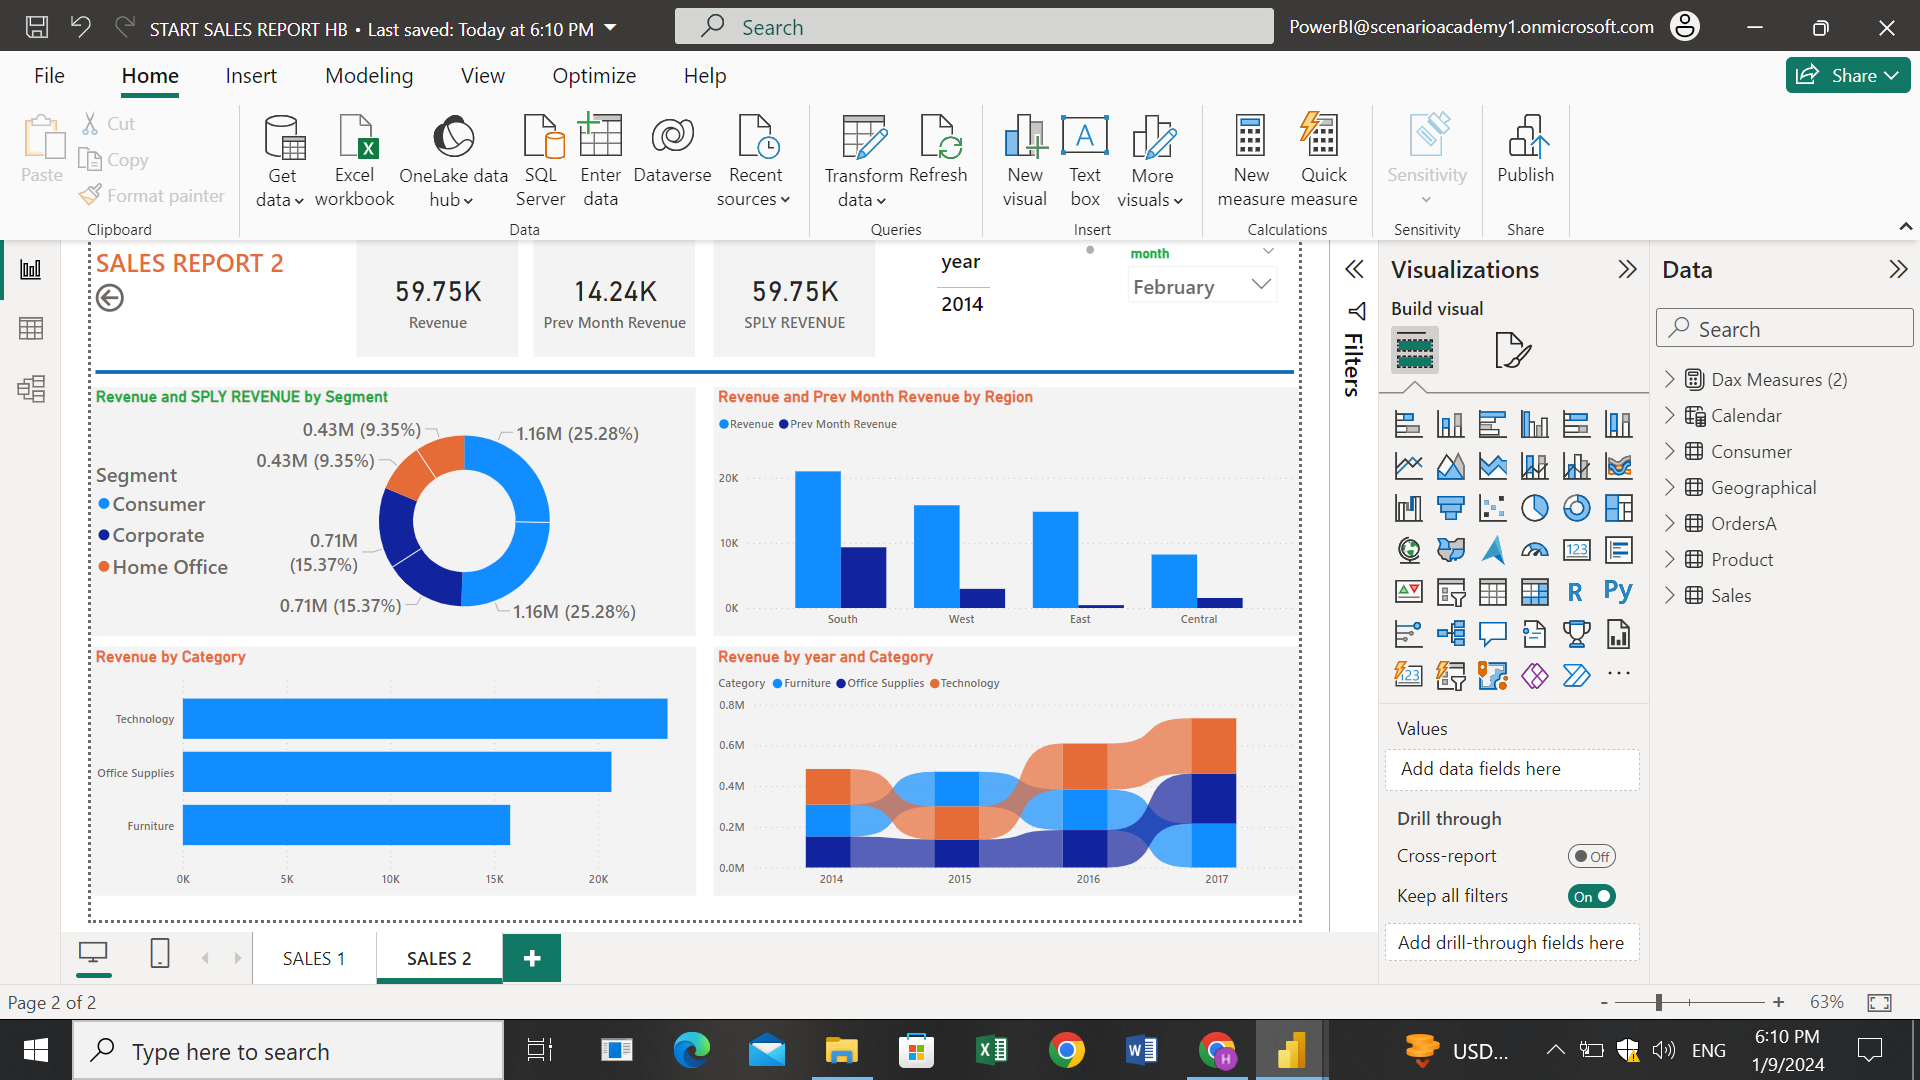 START SALES REPORT HB • Last saved: Today at 6:10 PM
Search
PowerBI@scenarioacademy1.onmicrosoft.com
File
Home
Insert
Modeling
View
Optimize
Help
Share
Paste
Cut
Copy
Format painter
Clipboard
Get data
Excel workbook
OneLake data hub
SQL Server
Enter data
Dataverse
Recent sources
Data
Transform data
Refresh
Queries
New visual
Text box
More visuals
Insert
New measure
Quick measure
Calculations
Sensitivity
Sensitivity
Publish
Share
SALES REPORT 2
59.75K
Revenue
14.24K
Prev Month Revenue
59.75K
SPLY REVENUE
year
2014
month
February
Revenue and SPLY REVENUE by Segment
Segment
Consumer
Corporate
Home Office
0.43M (9.35%)
0.43M (9.35%)
0.71M
(15.37%)
0.71M (15.37%)
1.16M (25.28%)
1.16M (25.28%)
Revenue and Prev Month Revenue by Region
Revenue Prev Month Revenue
20K
10K
0K
South West East Central
Revenue by Category
Technology
Office Supplies
Furniture
0K 5K 10K 15K 20K
Revenue by year and Category
Category Furniture Office Supplies Technology
0.8M
0.6M
0.4M
0.2M
0.0M
2014 2015 2016 2017
Filters
Visualizations
Build visual
123
R
Py
123
Values
Add data fields here
Drill through
Cross-report
Off
Keep all filters
On
Add drill-through fields here
Data
Search
Dax Measures (2)
Calendar
Consumer
Geographical
OrdersA
Product
Sales
SALES 1
SALES 2
Page 2 of 2
63%
Type here to search
USD...
ENG
6:10 PM
1/9/2024